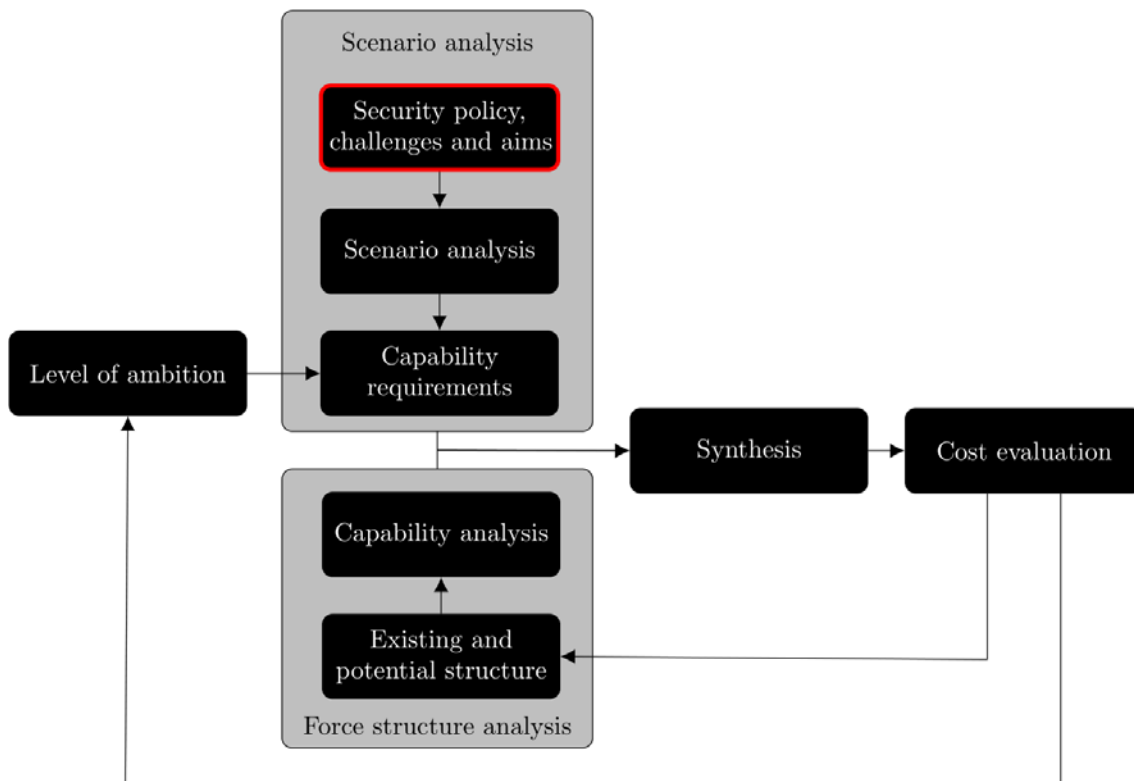 Scenario analysis
Security policy,
challenges and aims
Scenario analysis
Level of ambition
Capability
requirements
Synthesis
Cost evaluation
Capability analysis
Existing and
potential structure
Force structure analysis